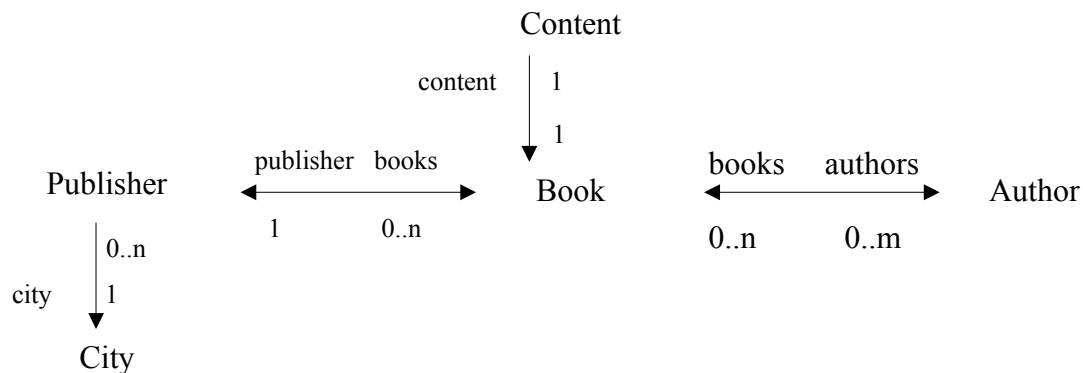 Content
content 1
1
publisher books
books authors
Publisher Book Author
1 0..n
0..n 0..m
0..n
city 1
City